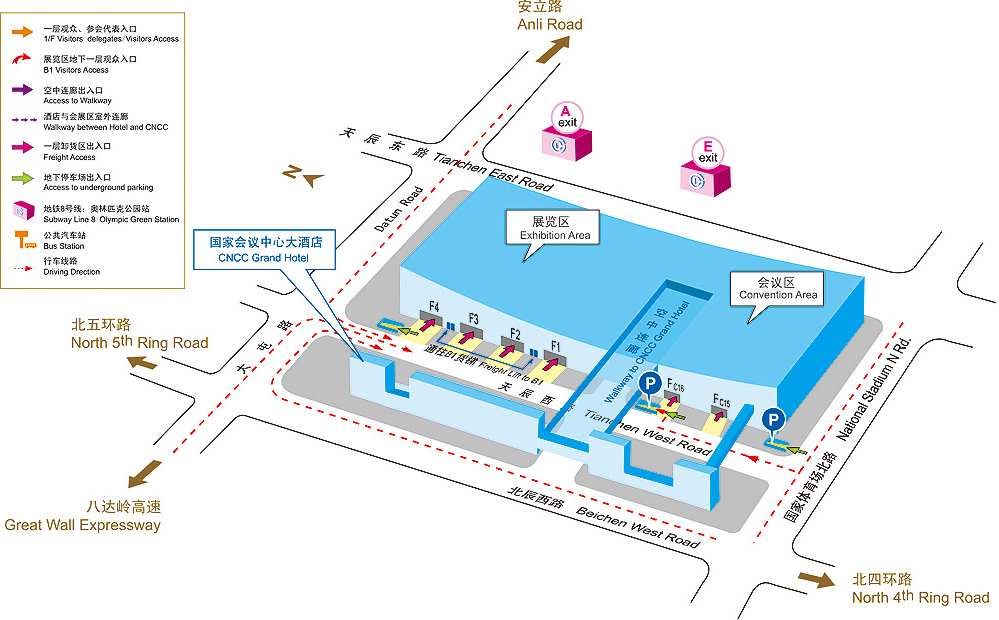 一层观众、参会代表入口
1/F Visitors delegates/Visitors Access
展览区地下一层观众入口
B1 Visitors Access
空中连廊出入口
Access to Walkway
酒店与会展区室外连廊
Walkway between Hotel and CNCC
一层卸货区出入口
Freight Access
地下停车场出入口
Access to underground parking
地铁8号线：奥林匹克公园站
Subway Line 8 Olympic Green Station
公共汽车站
Bus Station
行车线路
Driving Direction
安立路
Anli Road
A
exit
E
exit
天辰东路 Tianchen East Road
N
Datun Road
大屯路
展览区
Exhibition Area
国家会议中心大酒店
CNCC Grand Hotel
会议区
Convention Area
北五环路
North 5th Ring Road
F4
F3
F2
F1
通往B1货梯 Freight Lift to B1
空中连廊
Walkway to CNCC Grand Hotel
P
FC16
FC15
P
天辰西
Tianchen West Road
国家体育场北路 National Stadium N Rd.
八达岭高速
Great Wall Expressway
北辰西路 Beichen West Road
北四环路
North 4th Ring Road